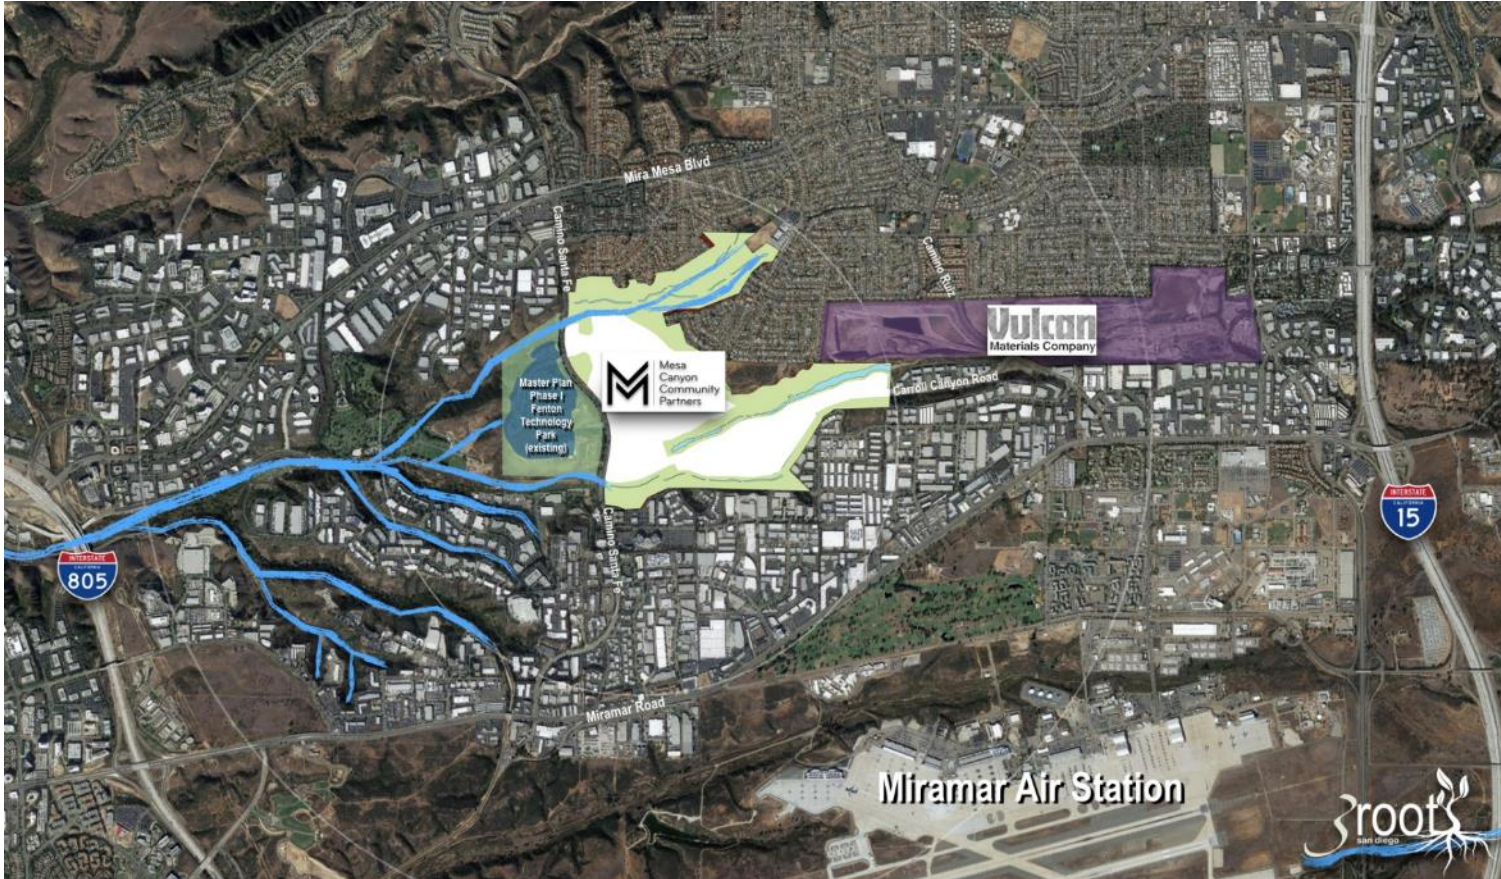 Mira Mesa Blvd
Camino Santa Fe
Camino Ruiz
Vulcan
Materials Company
Mesa
Canyon
Community
Partners
Master Plan
Phase I
Fenton
Technology
Park
(existing)
Carroll Canyon Road
INTERSTATE
CALIFORNIA
15
Camino Santa Fe
INTERSTATE
CALIFORNIA
805
Miramar Road
Miramar Air Station
3roots
san diego